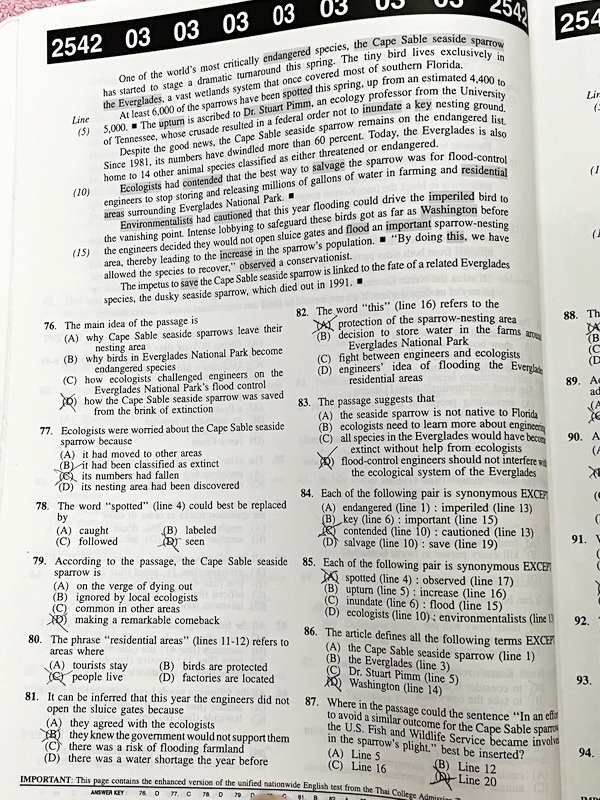 2542 03 03 03 03 03 03 03 2542
254
One of the world's most critically endangered species, the Cape Sable seaside sparrow
has started to stage a dramatic turnaround this spring. The tiny bird lives exclusively in
the Everglades, a vast wetlands system that once covered most of southern Florida.
Line At least 6,000 of the sparrows have been spotted this spring, up from an estimated 4,400 to
(5) 5,000. ■ The upturn is ascribed to Dr. Stuart Pimm, an ecology professor from the University
of Tennessee, whose crusade resulted in a federal order not to inundate a key nesting ground.
Despite the good news, the Cape Sable seaside sparrow remains on the endangered list.
Since 1981, its numbers have dwindled more than 60 percent. Today, the Everglades is also
home to 14 other animal species classified as either threatened or endangered.
(10) Ecologists had contended that the best way to salvage the sparrow was for flood-control
engineers to stop storing and releasing millions of gallons of water in farming and residential
areas surrounding Everglades National Park. ■
Environmentalists had cautioned that this year flooding could drive the imperiled bird to
the vanishing point. Intense lobbying to safeguard these birds got as far as Washington before
(15) the engineers decided they would not open sluice gates and flood an important sparrow-nesting
area, thereby leading to the increase in the sparrow's population. ■ "By doing this, we have
allowed the species to recover," observed a conservationist.
The impetus to save the Cape Sable seaside sparrow is linked to the fate of a related Everglades
species, the dusky seaside sparrow, which died out in 1991. ■
76. The main idea of the passage is
(A) why Cape Sable seaside sparrows leave their
nesting area
(B) why birds in Everglades National Park become
endangered species
(C) how ecologists challenged engineers on the
Everglades National Park's flood control
(D) how the Cape Sable seaside sparrow was saved
from the brink of extinction
77. Ecologists were worried about the Cape Sable seaside
sparrow because
(A) it had moved to other areas
(B) it had been classified as extinct
(C) its numbers had fallen
(D) its nesting area had been discovered
78. The word "spotted" (line 4) could best be replaced
by
(A) caught (B) labeled
(C) followed (D) seen
79. According to the passage, the Cape Sable seaside
sparrow is
(A) on the verge of dying out
(B) ignored by local ecologists
(C) common in other areas
(D) making a remarkable comeback
80. The phrase "residential areas" (lines 11-12) refers to
areas where
(A) tourists stay (B) birds are protected
(C) people live (D) factories are located
81. It can be inferred that this year the engineers did not
open the sluice gates because
(A) they agreed with the ecologists
(B) they knew the government would not support them
(C) there was a risk of flooding farmland
(D) there was a water shortage the year before
82. The word "this" (line 16) refers to the
(A) protection of the sparrow-nesting area
(B) decision to store water in the farms around
Everglades National Park
(C) fight between engineers and ecologists
(D) engineers' idea of flooding the Everglades
residential areas
83. The passage suggests that
(A) the seaside sparrow is not native to Florida
(B) ecologists need to learn more about engineering
(C) all species in the Everglades would have become
extinct without help from ecologists
(D) flood-control engineers should not interfere with
the ecological system of the Everglades
84. Each of the following pair is synonymous EXCEPT
(A) endangered (line 1) : imperiled (line 13)
(B) key (line 6) : important (line 15)
(C) contended (line 10) : cautioned (line 13)
(D) salvage (line 10) : save (line 19)
85. Each of the following pair is synonymous EXCEPT
(A) spotted (line 4) : observed (line 17)
(B) upturn (line 5) : increase (line 16)
(C) inundate (line 6) : flood (line 15)
(D) ecologists (line 10) : environmentalists (line 13
86. The article defines all the following terms EXCEPT
(A) the Cape Sable seaside sparrow (line 1)
(B) the Everglades (line 3)
(C) Dr. Stuart Pimm (line 5)
(D) Washington (line 14)
87. Where in the passage could the sentence "In an effort
to avoid a similar outcome for the Cape Sable sparrow
the U.S. Fish and Wildlife Service became involved
in the sparrow's plight," best be inserted?
(A) Line 5 (B) Line 12
(C) Line 16 (D) Line 20
88. Th
89. Ac
ad
90. A
91. V
92.
93.
94.
IMPORTANT: This page contains the enhanced version of the unified nationwide English test from the Thai College
ANSWER KEY : 76. D 77. C 78. D 79. D